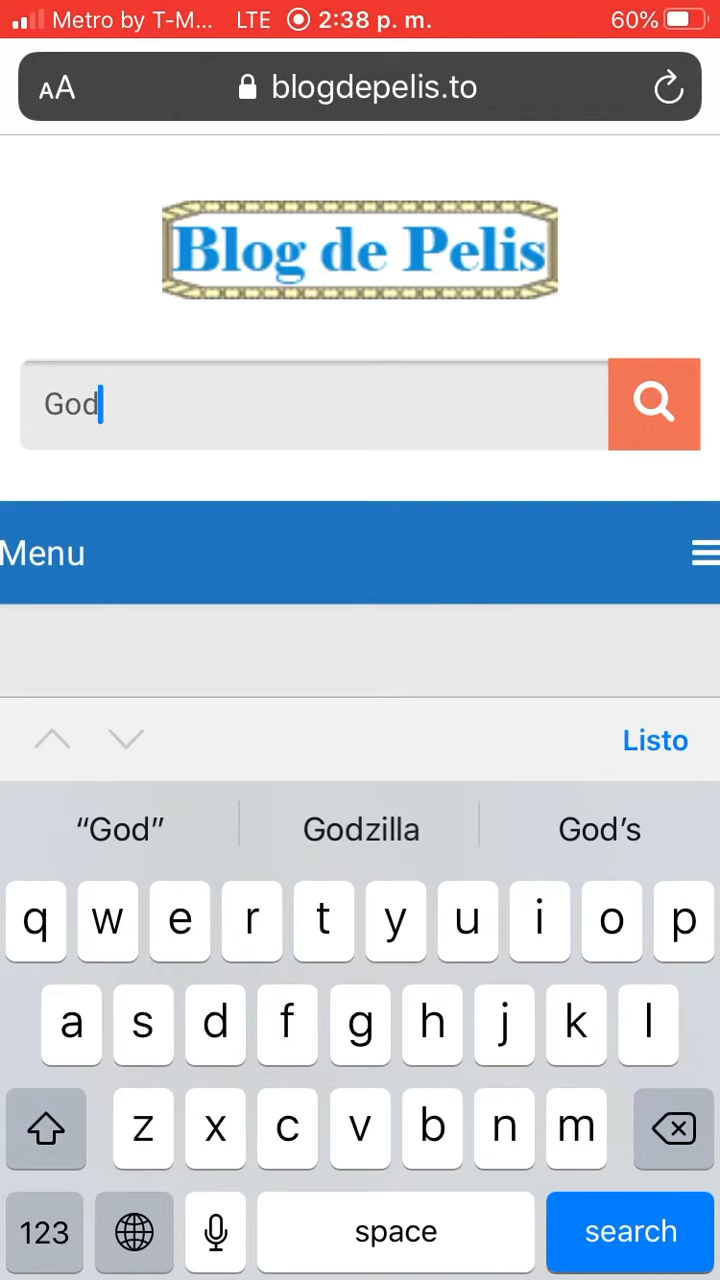 Metro by T-M... LTE 2:38 p. m. 60%
AA blogdepelis.to
Blog de Pelis
God
Menu
Listo
“God” Godzilla God’s
q w e r t y u i o p
a s d f g h j k l
z x c v b n m
123 space search